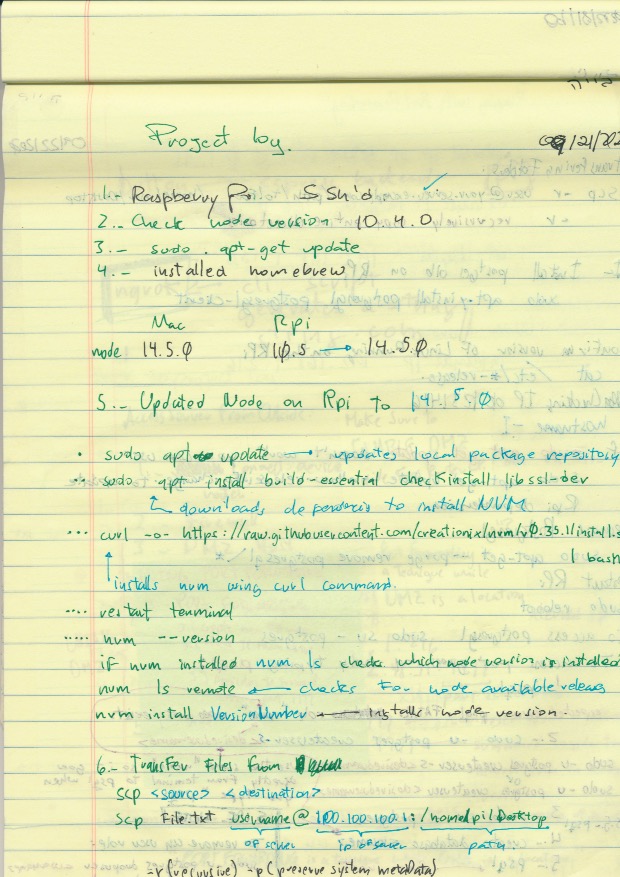 Project log. 09/21/202
1.- Raspberry Pi SSH'd
2.- Check node version 10.4.0
3.- sudo apt-get update
4.- installed homebrew
Mac Rpi
node 14.5.0 10.5 → 14.5.0
5.- Updated Node on Rpi to 14.5.0
· sudo apt update → updates local package repository
·· sudo apt install build-essential checkinstall libssl-dev
↳ downloads to install NVM
··· curl -o- https://raw.githubusercontent.com/creationix/nvm/v0.35.1/install.s
| bash
installs nvm using curl command.
···· restart terminal
····· nvm --version
if nvm installed nvm ls checks which node version is installed
nvm ls remote ← checks for node available releases
nvm install VersionNumber ← Installs node version.
6.- Transfer Files from
scp <source> <destination>
scp File.txt username@100.100.100.1:/home/pi/Desktop
of server ip of server path
-r (recursive) -p (preserve system metadata)